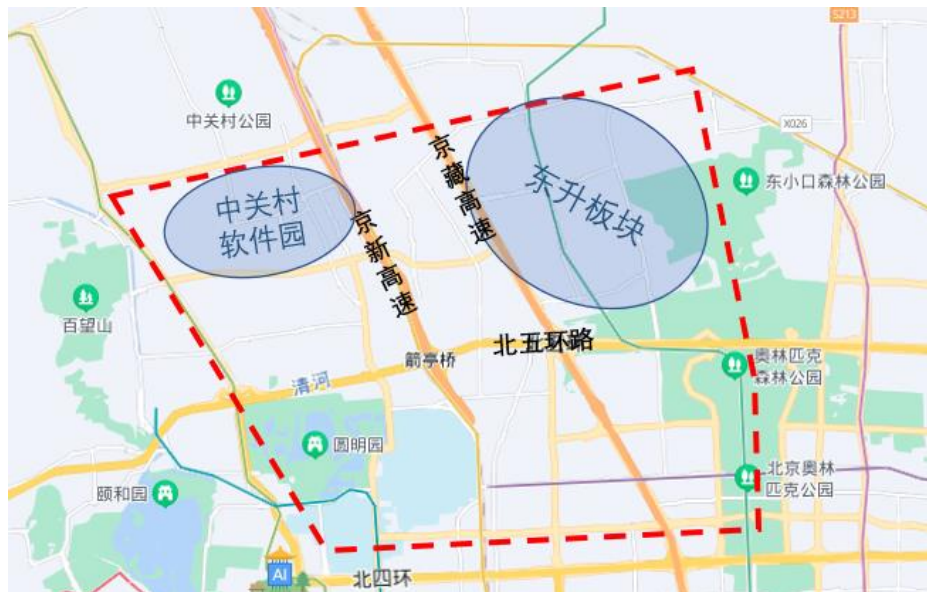 S213
中关村公园
X026
京藏高速
东小口森林公园
东升板块
中关村
软件园
京新高速
百望山
北五环路
箭亭桥
奥林匹克
森林公园
清河
圆明园
北京奥林
匹克公园
颐和园
AI
北四环